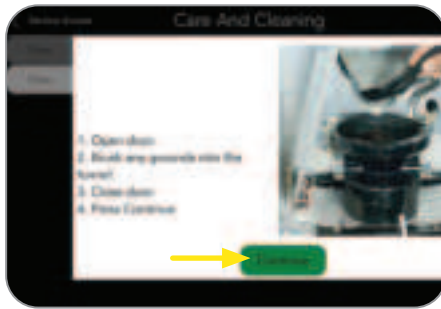 Care And Cleaning
1. Open door
2. Brush any grounds into the
funnel
3. Close door
4. Press Continue
Continue